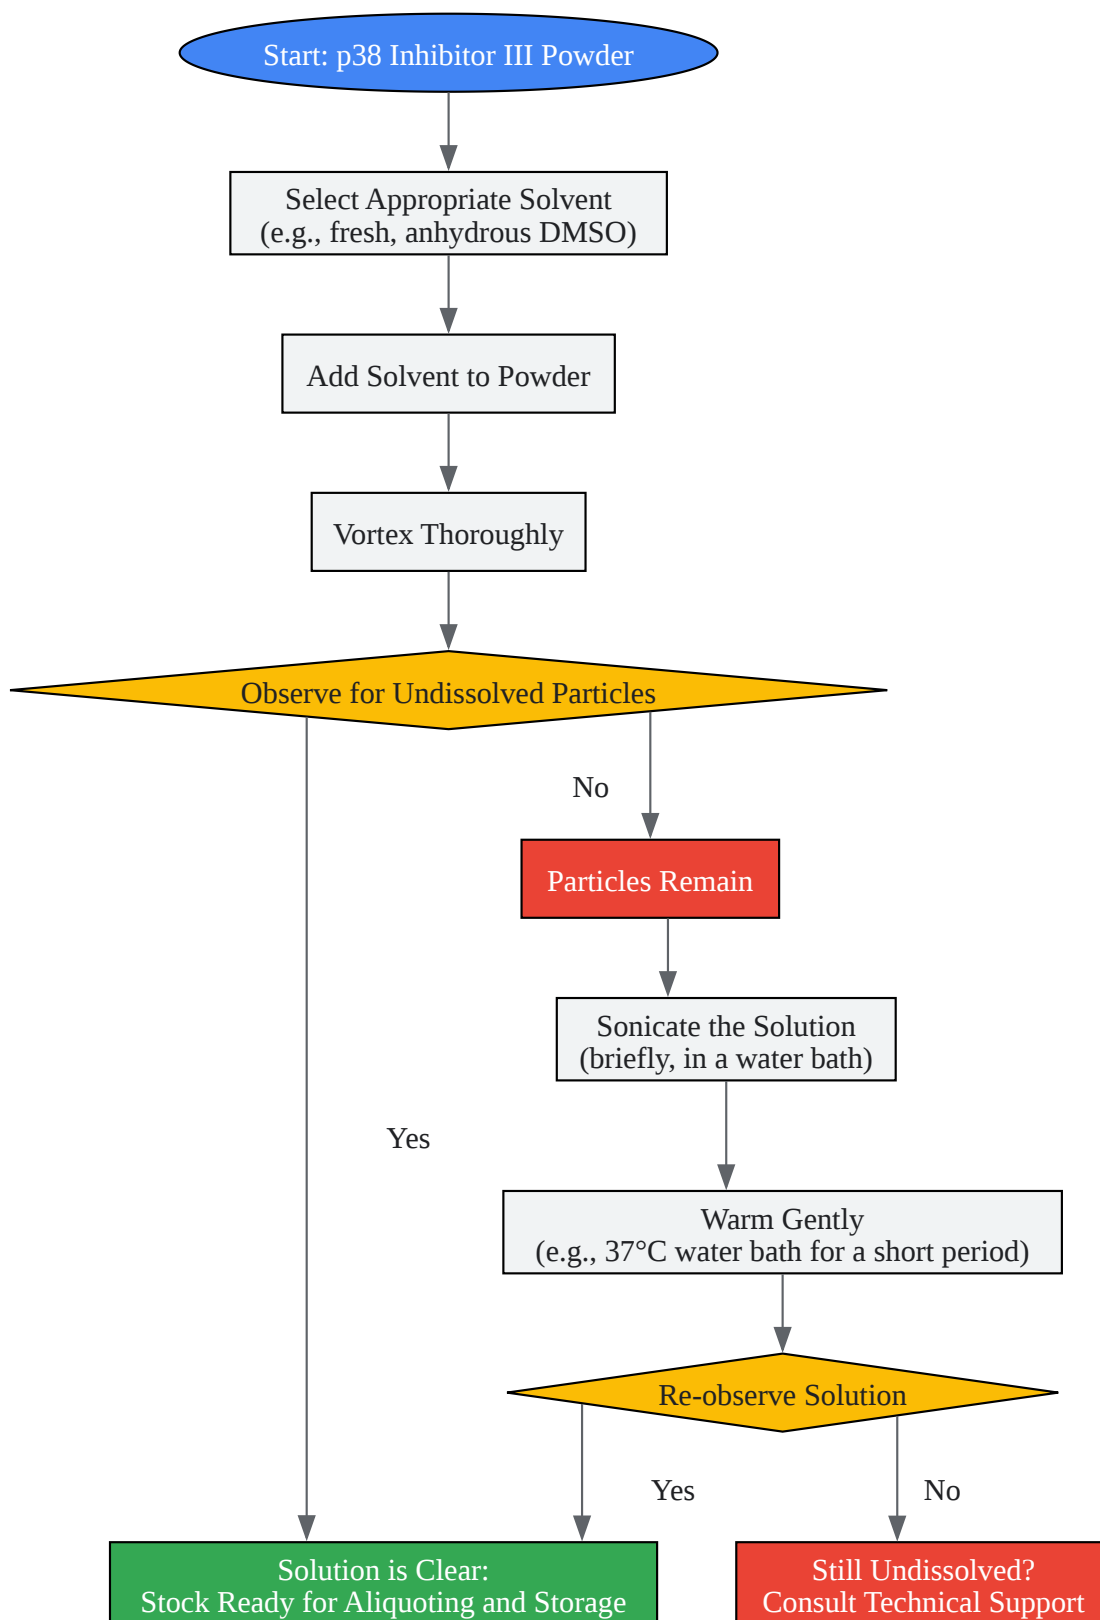 Start: p38 Inhibitor III Powder
Select Appropriate Solvent
(e.g., fresh, anhydrous DMSO)
Add Solvent to Powder
Vortex Thoroughly
Observe for Undissolved Particles
No
Particles Remain
Sonicate the Solution
(briefly, in a water bath)
Yes
Warm Gently
(e.g., 37°C water bath for a short period)
Re-observe Solution
Yes
No
Solution is Clear:
Stock Ready for Aliquoting and Storage
Still Undissolved?
Consult Technical Support